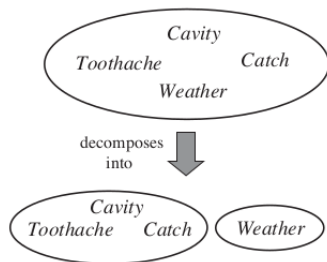 Cavity
Toothache Catch
Weather
decomposes
into
Cavity
Toothache Catch Weather